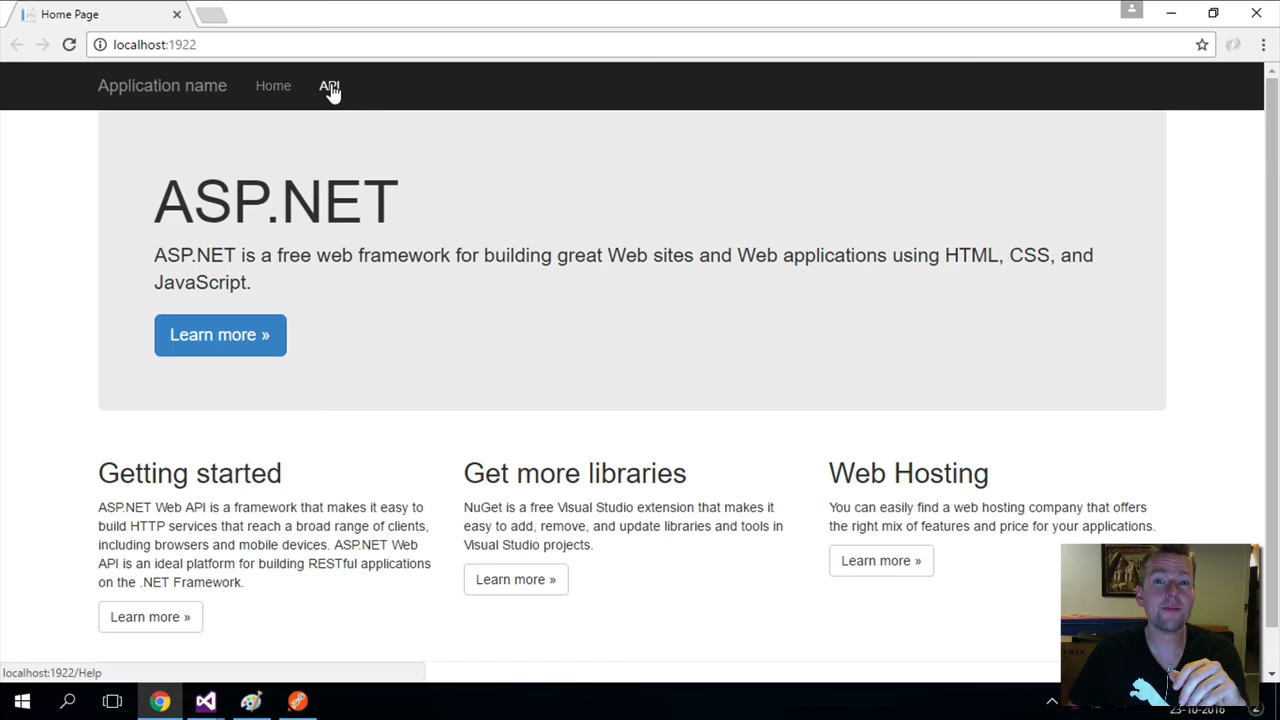 Home Page
localhost:1922
Application name Home API
ASP.NET
ASP.NET is a free web framework for building great Web sites and Web applications using HTML, CSS, and
JavaScript.
Learn more »
Getting started
ASP.NET Web API is a framework that makes it easy to
build HTTP services that reach a broad range of clients,
including browsers and mobile devices. ASP.NET Web
API is an ideal platform for building RESTful applications
on the .NET Framework.
Learn more »
Get more libraries
NuGet is a free Visual Studio extension that makes it
easy to add, remove, and update libraries and tools in
Visual Studio projects.
Learn more »
Web Hosting
You can easily find a web hosting company that offers
the right mix of features and price for your applications.
Learn more »
localhost:1922/Help
23-10-2016